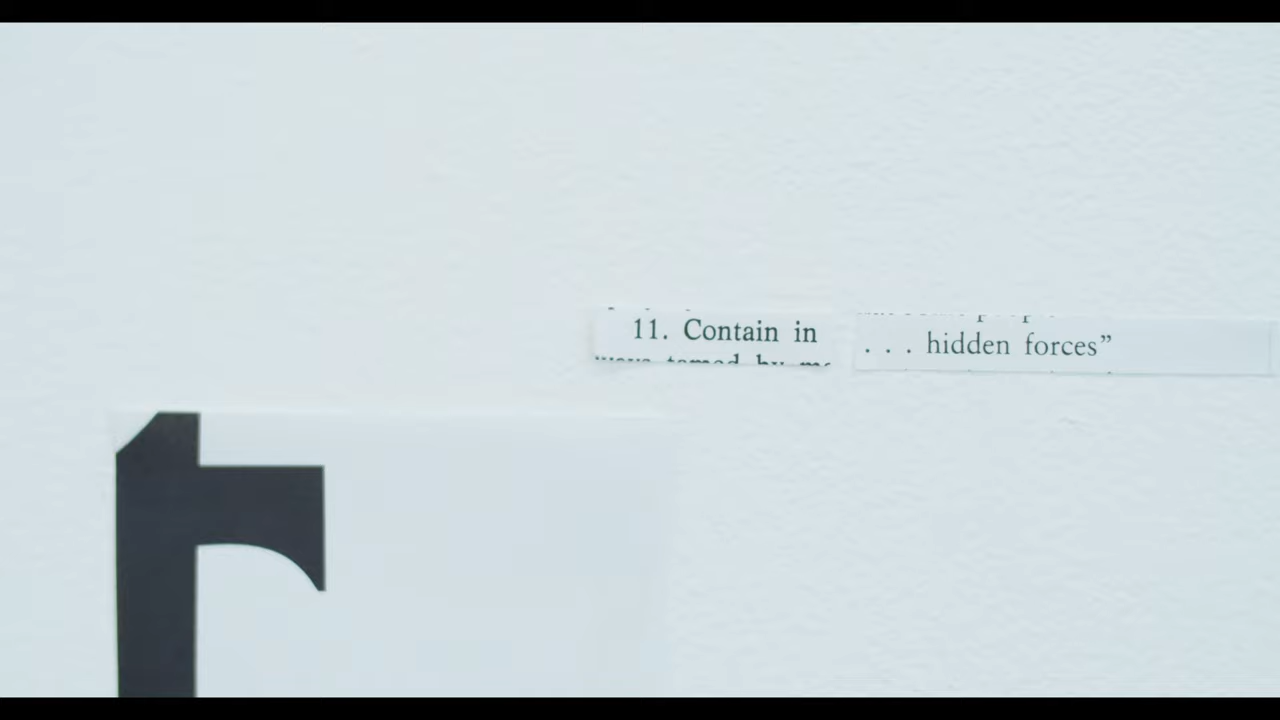 11. Contain in
. . . hidden forces”